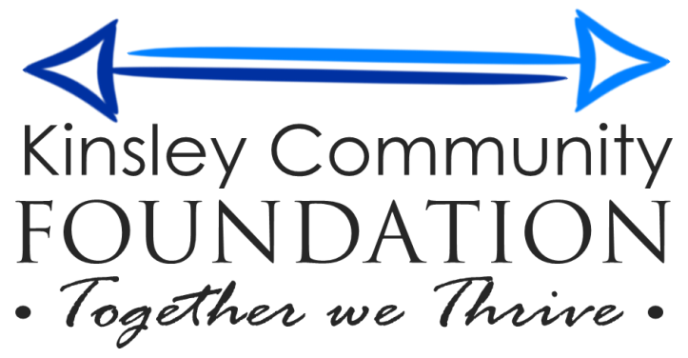 Kinsley Community
FOUNDATION
• Together we Thrive •